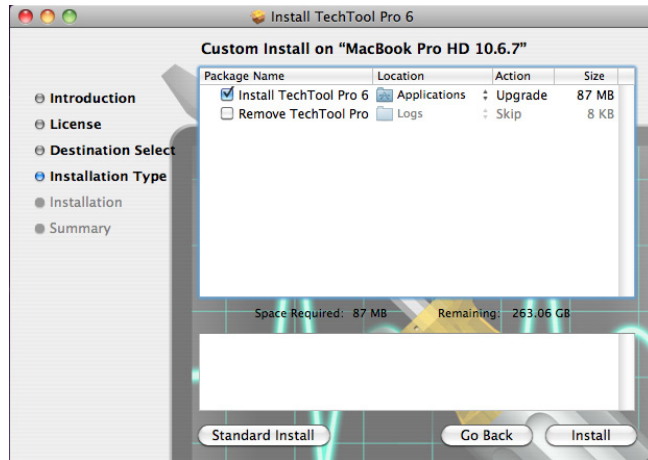 Install TechTool Pro 6
Custom Install on “MacBook Pro HD 10.6.7”
Introduction
License
Destination Select
Installation Type
Installation
Summary
Package Name Location Action Size
Install TechTool Pro 6 Applications Upgrade 87 MB
Remove TechTool Pro Logs Skip 8 KB
Space Required: 87 MB Remaining: 263.06 GB
Standard Install Go Back Install